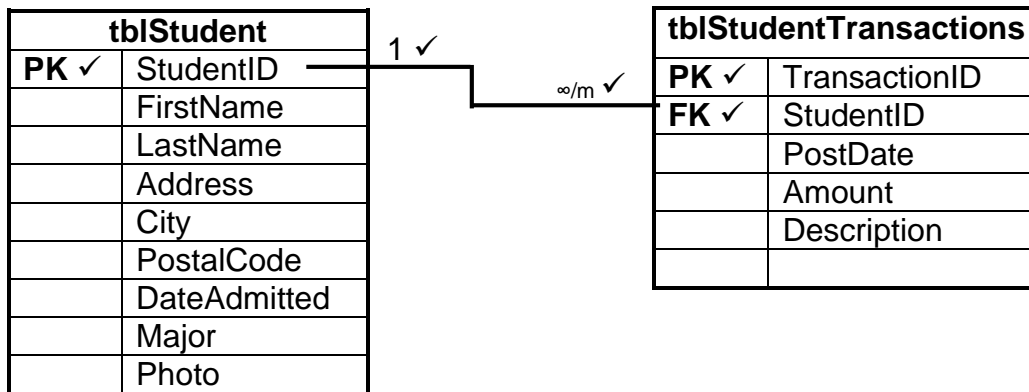 tblStudent
PK ✓ StudentID
FirstName
LastName
Address
City
PostalCode
DateAdmitted
Major
Photo
1 ✓
∞/m ✓
tblStudentTransactions
PK ✓ TransactionID
FK ✓ StudentID
PostDate
Amount
Description